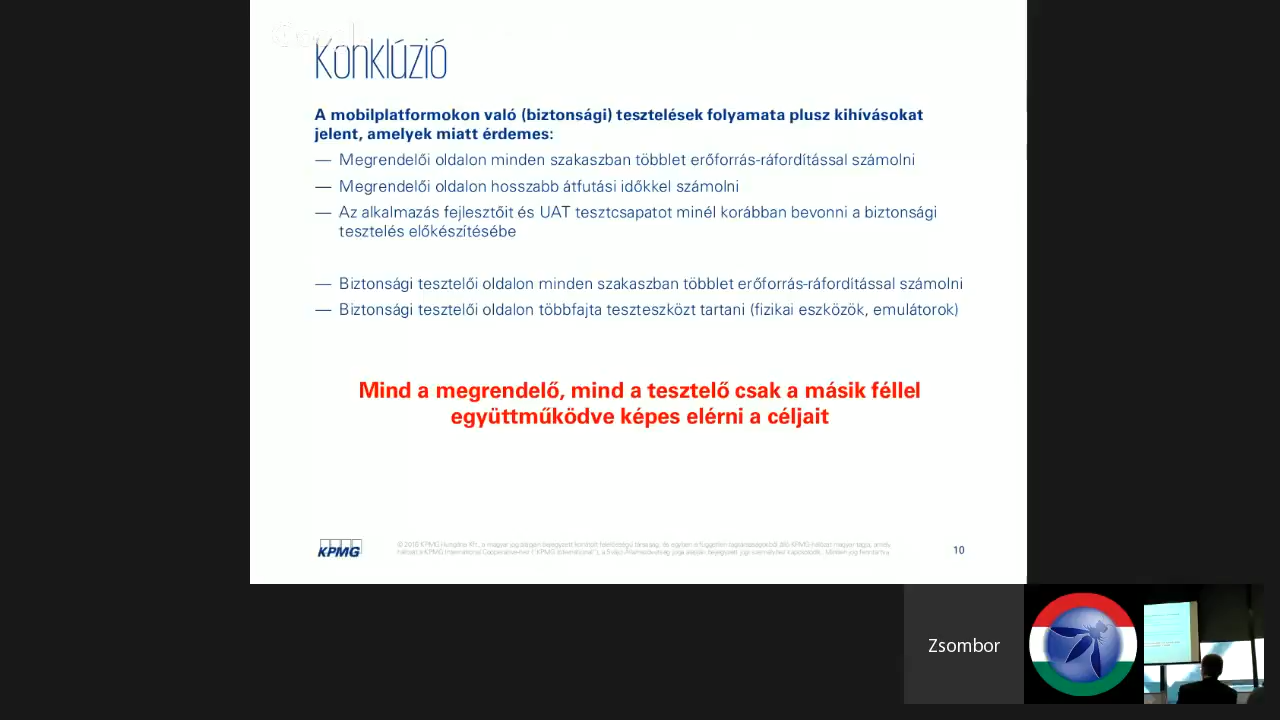 Konklúzió
A mobilplatformokon való (biztonsági) tesztelések folyamata plusz kihívásokat
jelent, amelyek miatt érdemes:
— Megrendelői oldalon minden szakaszban többlet erőforrás-ráfordítással számolni
— Megrendelői oldalon hosszabb átfutási időkkel számolni
— Az alkalmazás fejlesztőit és UAT tesztcsapatot minél korábban bevonni a biztonsági
tesztelés előkészítésébe
— Biztonsági tesztelői oldalon minden szakaszban többlet erőforrás-ráfordítással számolni
— Biztonsági tesztelői oldalon többfajta teszteszközt tartani (fizikai eszközök, emulátorok)
Mind a megrendelő, mind a tesztelő csak a másik féllel
együttműködve képes elérni a céljait
KPMG
10
Zsombor